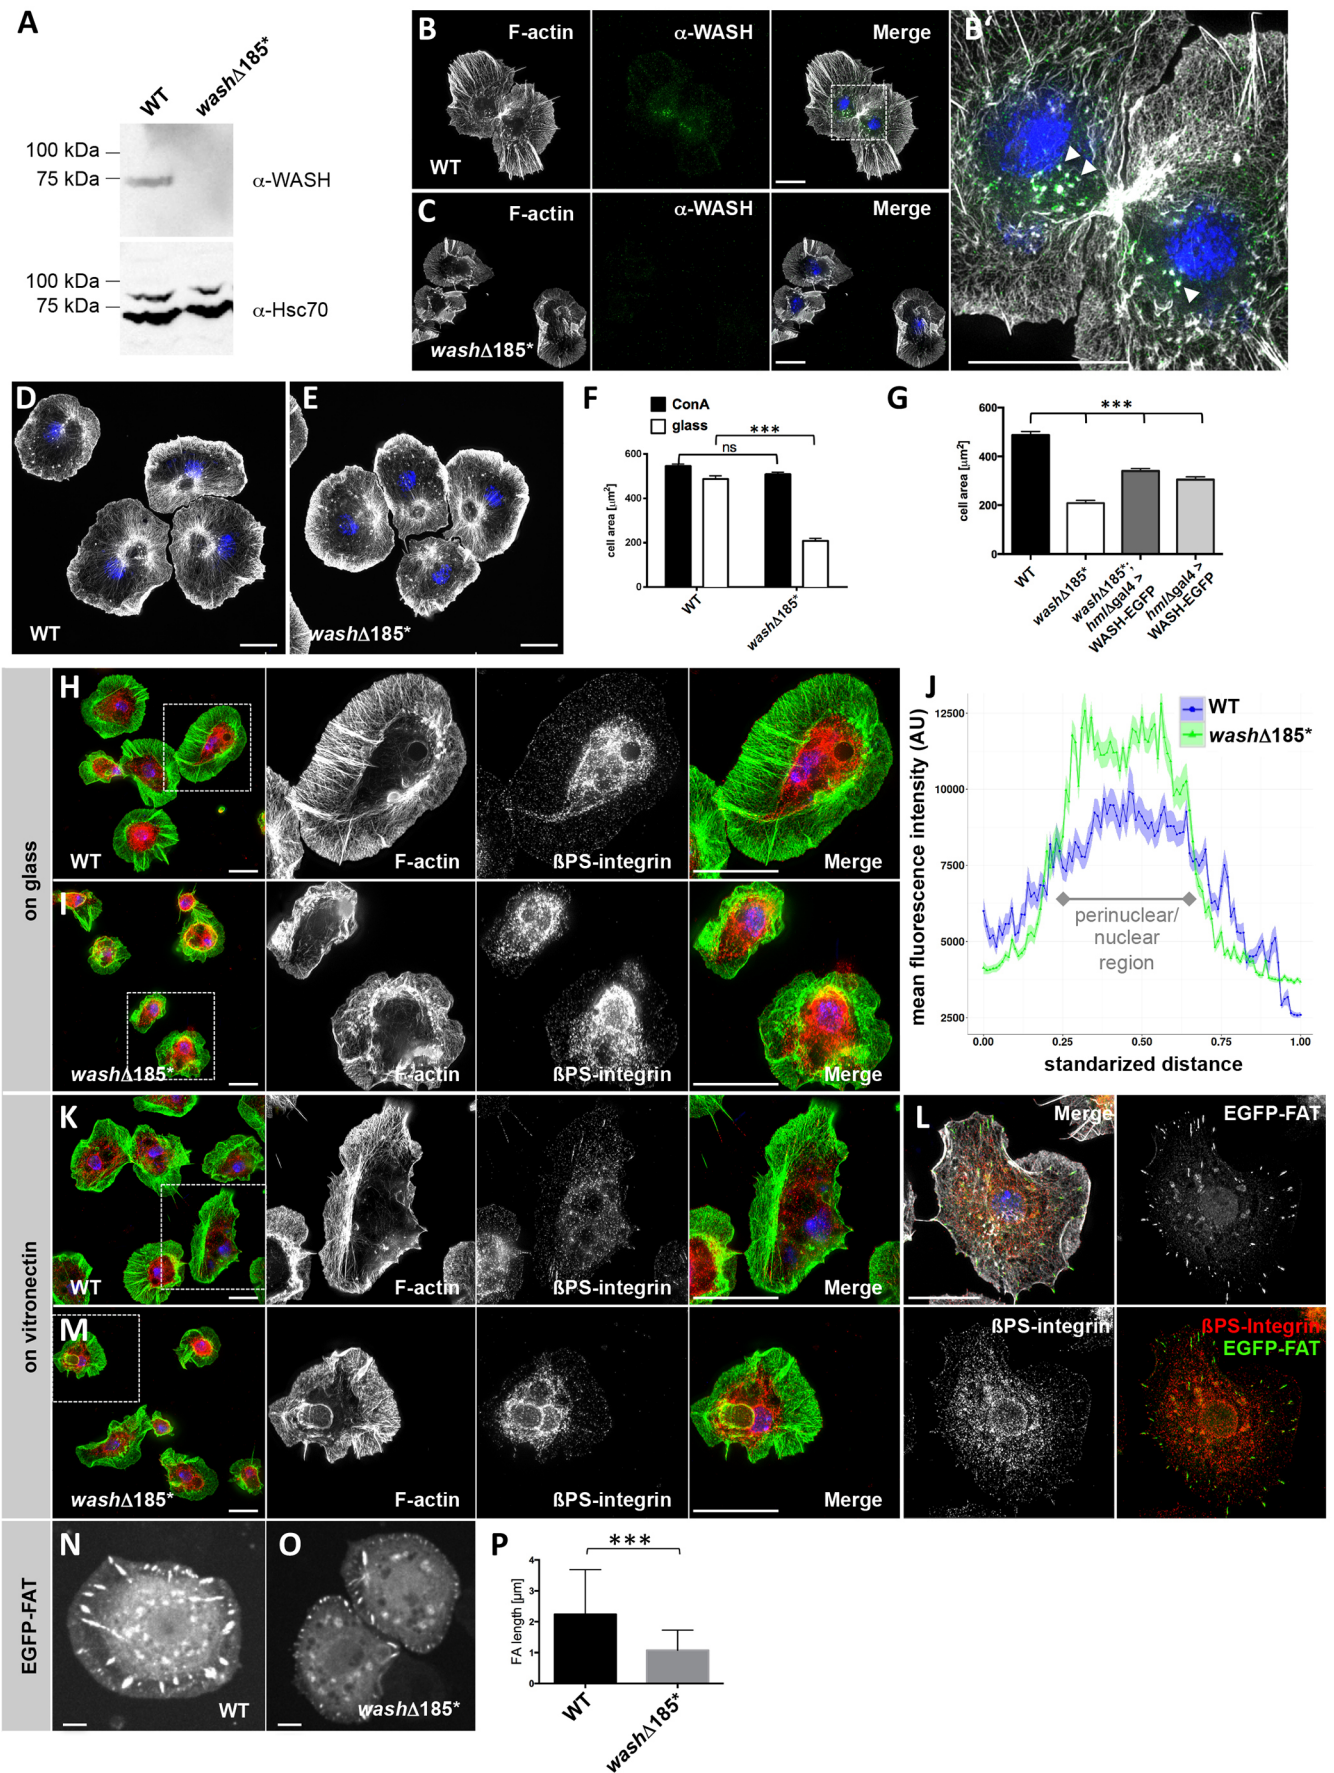 A
WT
washΔ185*
100 kDa
75 kDa
α-WASH
100 kDa
75 kDa
α-Hsc70
B
F-actin
α-WASH
Merge
WT
B'
C
F-actin
α-WASH
Merge
washΔ185*
D
WT
E
washΔ185*
F
ConA
glass
***
ns
cell area [µm²]
600
400
200
0
WT
washΔ185*
G
***
cell area [µm²]
600
400
200
0
WT
washΔ185*
washΔ185*;
hmlΔgal4 >
WASH-EGFP
hmlΔgal4 >
WASH-EGFP
on glass
H
WT
F-actin
ßPS-integrin
Merge
I
washΔ185*
F-actin
ßPS-integrin
Merge
J
WT
washΔ185*
mean fluorescence intensity (AU)
12500
10000
7500
5000
2500
perinuclear/
nuclear
region
0.00
0.25
0.50
0.75
1.00
standarized distance
on vitronectin
K
WT
F-actin
ßPS-integrin
Merge
L
Merge
EGFP-FAT
ßPS-integrin
ßPS-Integrin
EGFP-FAT
M
washΔ185*
F-actin
ßPS-integrin
Merge
EGFP-FAT
N
WT
O
washΔ185*
P
***
FA length [µm]
4
3
2
1
0
WT
washΔ185*